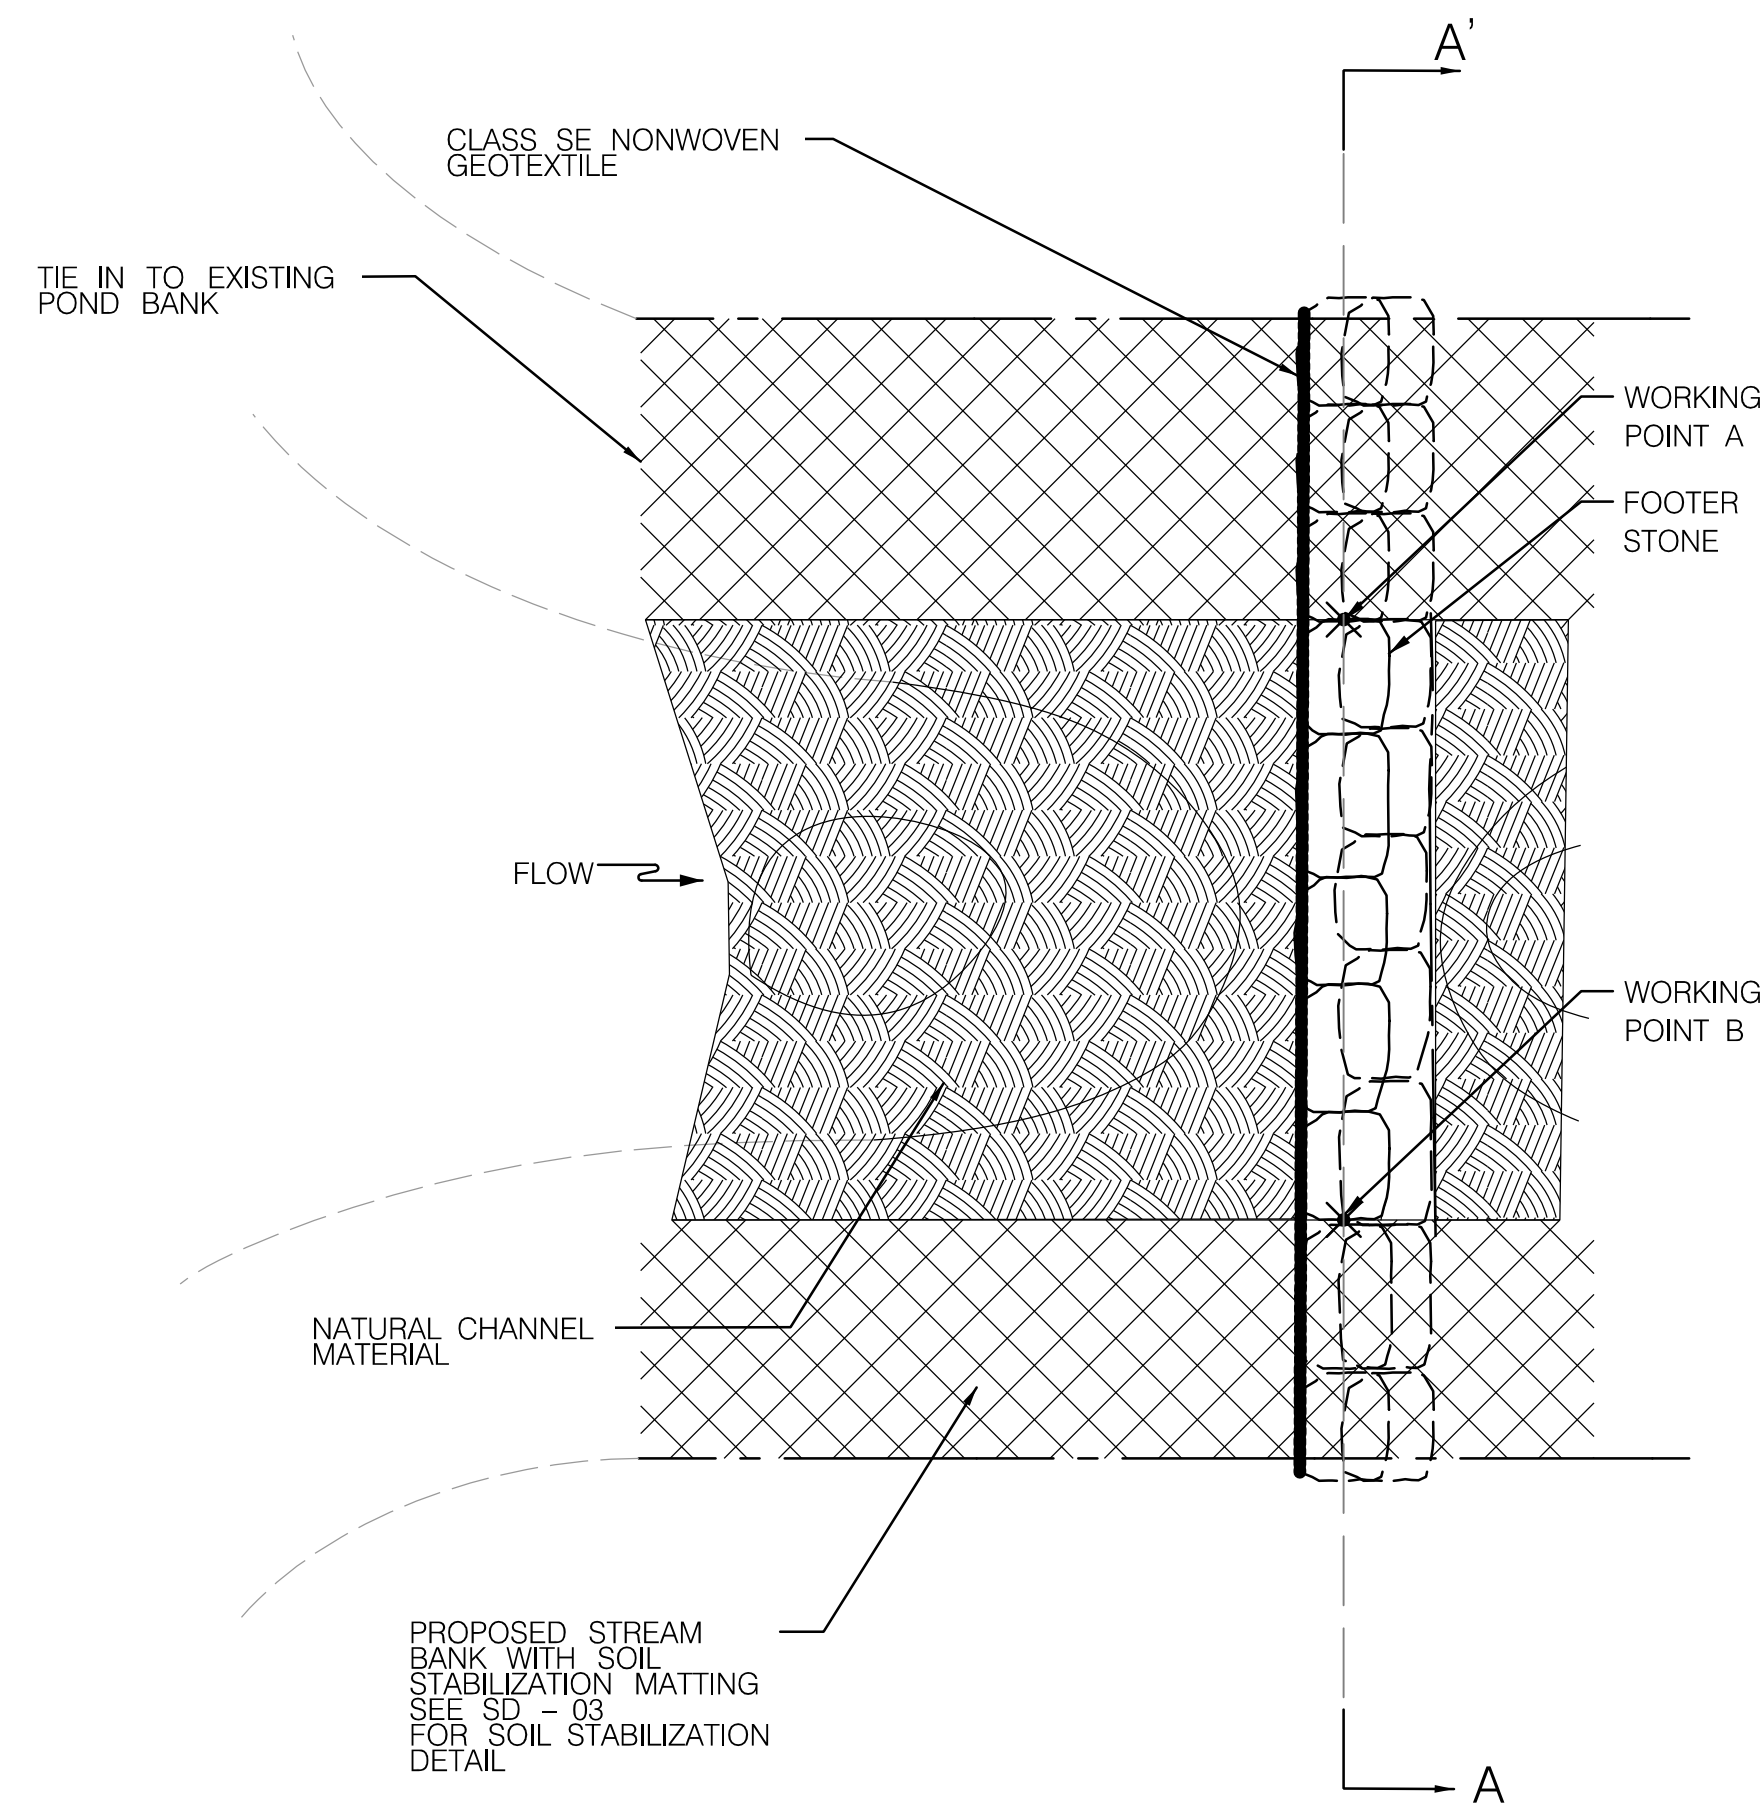 A'
CLASS SE NONWOVEN
GEOTEXTILE
TIE IN TO EXISTING
POND BANK
WORKING
POINT A
FOOTER
STONE
FLOW
WORKING
POINT B
NATURAL CHANNEL
MATERIAL
PROPOSED STREAM
BANK WITH SOIL
STABILIZATION MATTING
SEE SD - 03
FOR SOIL STABILIZATION
DETAIL
A